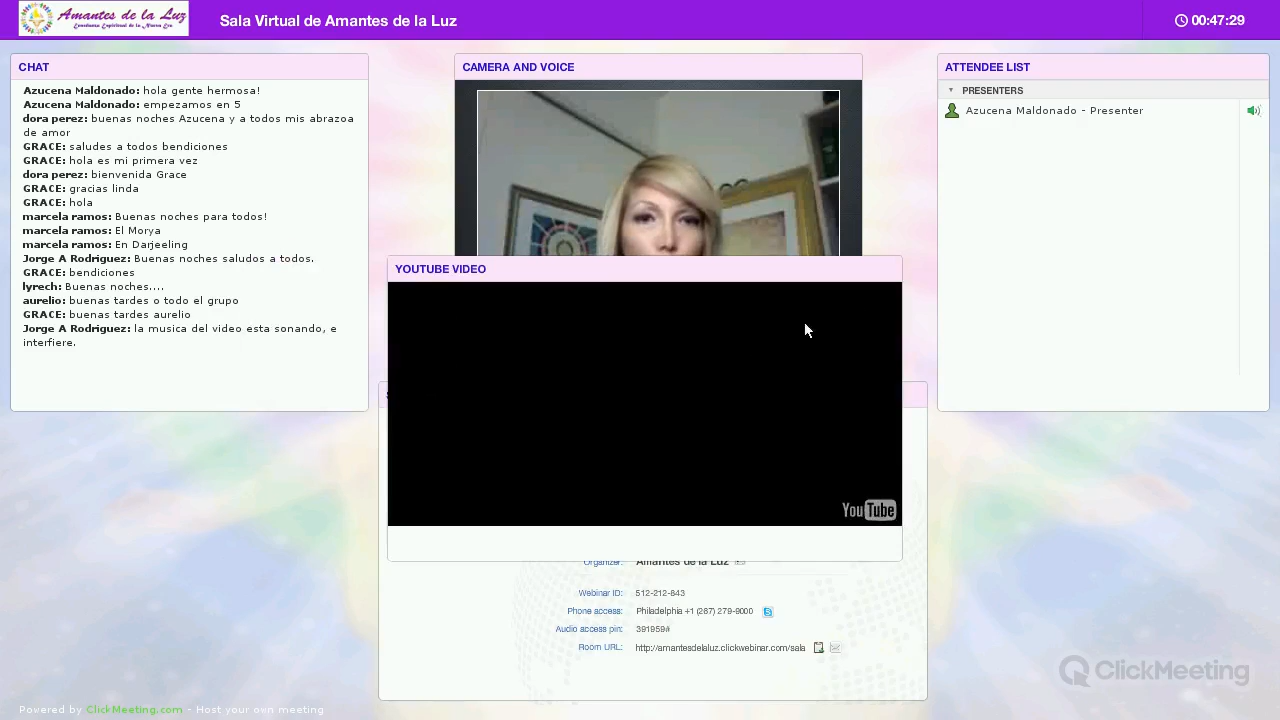 Amantes de la Luz
Enseñanza Espiritual de la Nueva Era
Sala Virtual de Amantes de la Luz
00:47:29
CHAT
Azucena Maldonado: hola gente hermosa!
Azucena Maldonado: empezamos en 5
dora perez: buenas noches Azucena y a todos mis abrazoa
de amor
GRACE: saludes a todos bendiciones
GRACE: hola es mi primera vez
dora perez: bienvenida Grace
GRACE: gracias linda
GRACE: hola
marcela ramos: Buenas noches para todos!
marcela ramos: El Morya
marcela ramos: En Darjeeling
Jorge A Rodriguez: Buenas noches saludos a todos.
GRACE: bendiciones
lyrech: Buenas noches....
aurelio: buenas tardes o todo el grupo
GRACE: buenas tardes aurelio
Jorge A Rodriguez: la musica del video esta sonando, e
interfiere.
CAMERA AND VOICE
YOUTUBE VIDEO
YouTube
Organizer: Amantes de la Luz
Webinar ID: 512-212-843
Phone access: Philadelphia +1 (267) 279-9000
Audio access pin: 391959#
Room URL: http://amantesdelaluz.clickwebinar.com/sala
ATTENDEE LIST
PRESENTERS
Azucena Maldonado - Presenter
ClickMeeting
Powered by ClickMeeting.com - Host your own meeting